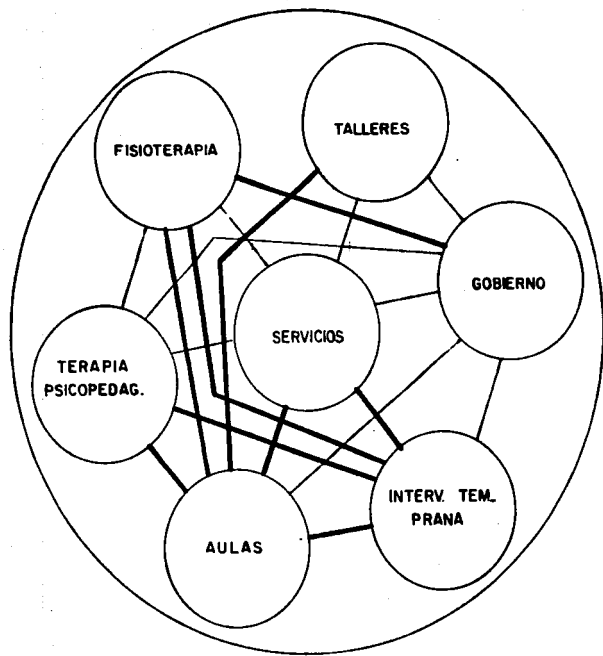 TALLERES
FISIOTERAPIA
GOBIERNO
SERVICIOS
TERAPIA
PSICOPEDAG.
INTERV. TEM_
PRANA
AULAS